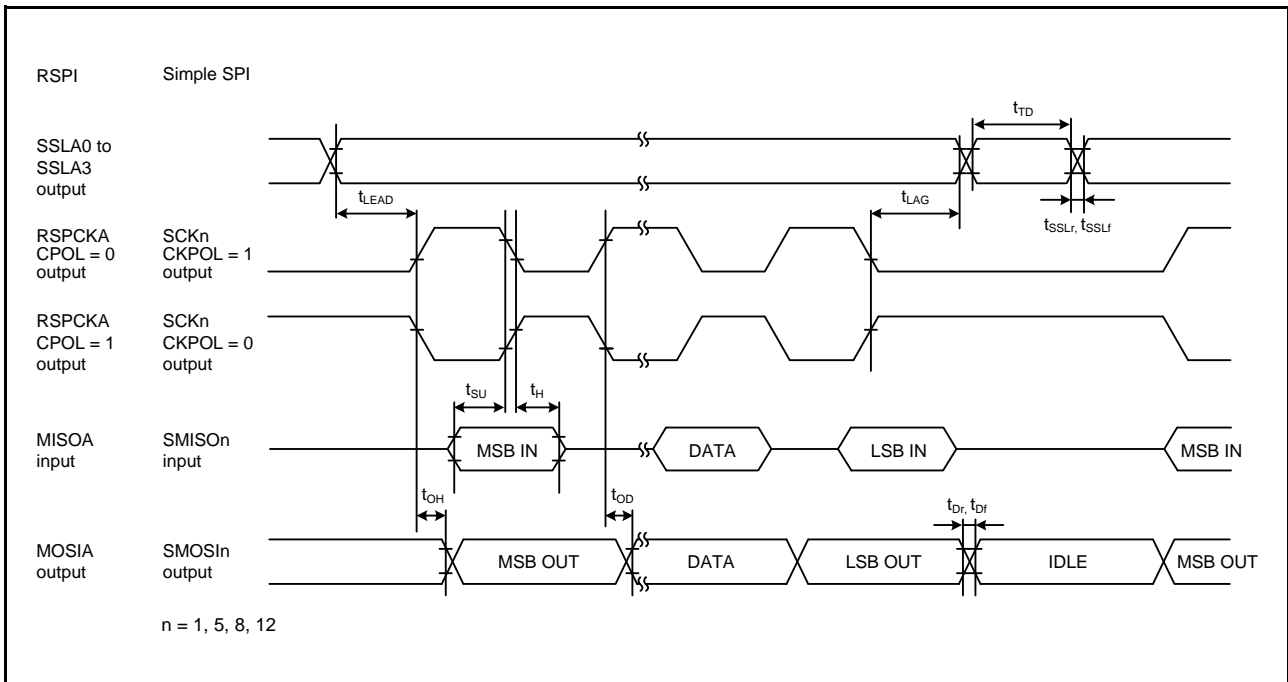 RSPI Simple SPI
tTD
SSLA0 to
SSLA3
output
tLEAD
tLAG
tSSLr, tSSLf
RSPCKA SCKn
CPOL = 0 CKPOL = 1
output output
RSPCKA SCKn
CPOL = 1 CKPOL = 0
output output
tSU tH
MISOA SMISOn
input input
MSB IN DATA LSB IN MSB IN
tOH tOD tDr, tDf
MOSIA SMOSIn
output output
MSB OUT DATA LSB OUT IDLE MSB OUT
n = 1, 5, 8, 12